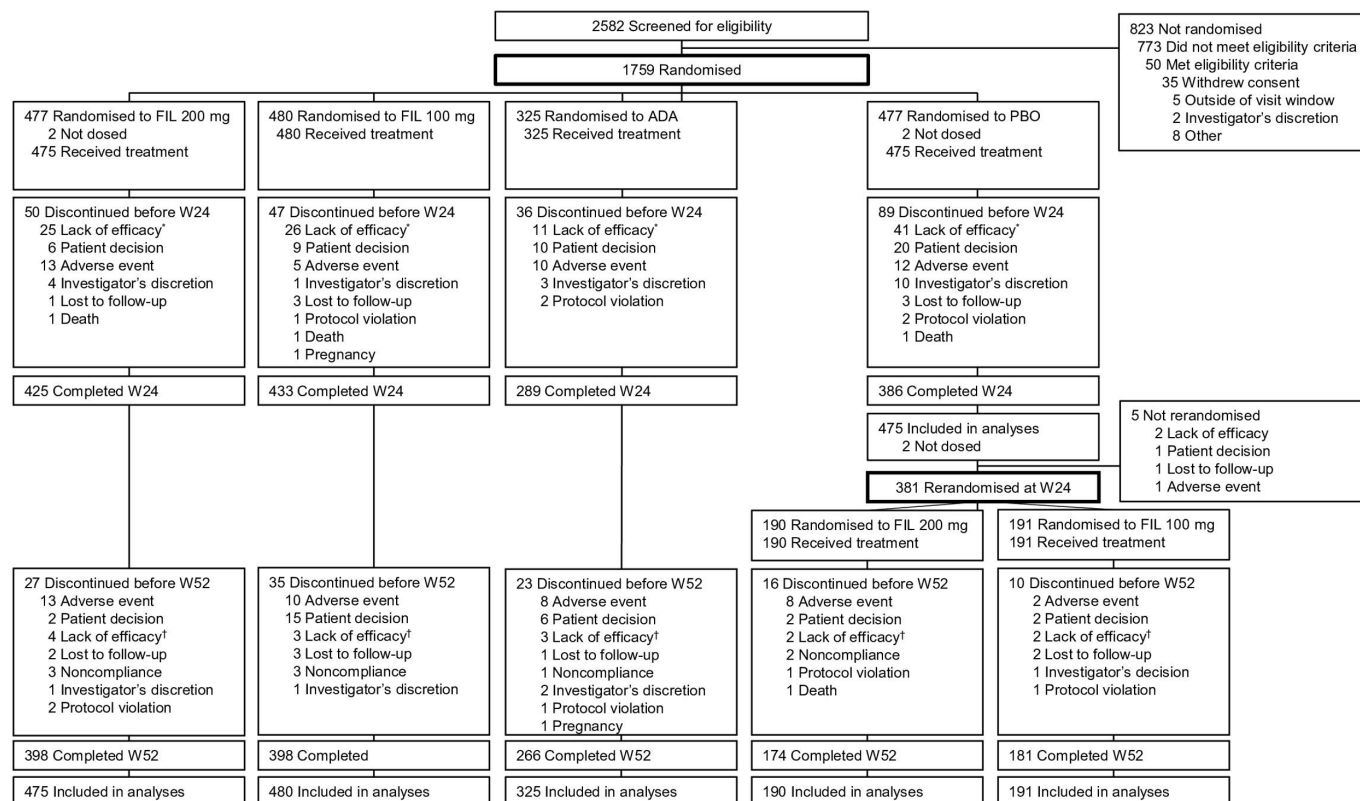 2582 Screened for eligibility
823 Not randomised
773 Did not meet eligibility criteria
50 Met eligibility criteria
35 Withdrew consent
5 Outside of visit window
2 Investigator's discretion
8 Other
1759 Randomised
477 Randomised to FIL 200 mg
2 Not dosed
475 Received treatment
480 Randomised to FIL 100 mg
480 Received treatment
325 Randomised to ADA
325 Received treatment
477 Randomised to PBO
2 Not dosed
475 Received treatment
50 Discontinued before W24
25 Lack of efficacy*
6 Patient decision
13 Adverse event
4 Investigator's discretion
1 Lost to follow-up
1 Death
47 Discontinued before W24
26 Lack of efficacy*
9 Patient decision
5 Adverse event
1 Investigator's discretion
3 Lost to follow-up
1 Protocol violation
1 Death
1 Pregnancy
36 Discontinued before W24
11 Lack of efficacy*
10 Patient decision
10 Adverse event
3 Investigator's discretion
2 Protocol violation
89 Discontinued before W24
41 Lack of efficacy*
20 Patient decision
12 Adverse event
10 Investigator's discretion
3 Lost to follow-up
2 Protocol violation
1 Death
425 Completed W24
433 Completed W24
289 Completed W24
386 Completed W24
475 Included in analyses
2 Not dosed
5 Not rerandomised
2 Lack of efficacy
1 Patient decision
1 Lost to follow-up
1 Adverse event
381 Rerandomised at W24
190 Randomised to FIL 200 mg
190 Received treatment
191 Randomised to FIL 100 mg
191 Received treatment
27 Discontinued before W52
13 Adverse event
2 Patient decision
4 Lack of efficacy†
2 Lost to follow-up
3 Noncompliance
1 Investigator's discretion
2 Protocol violation
35 Discontinued before W52
10 Adverse event
15 Patient decision
3 Lack of efficacy†
3 Lost to follow-up
3 Noncompliance
1 Investigator's discretion
23 Discontinued before W52
8 Adverse event
6 Patient decision
3 Lack of efficacy†
1 Lost to follow-up
1 Noncompliance
2 Investigator's discretion
1 Protocol violation
1 Pregnancy
16 Discontinued before W52
8 Adverse event
2 Patient decision
2 Lack of efficacy†
2 Noncompliance
1 Protocol violation
1 Death
10 Discontinued before W52
2 Adverse event
2 Patient decision
2 Lack of efficacy†
2 Lost to follow-up
1 Investigator's decision
1 Protocol violation
398 Completed W52
398 Completed
266 Completed W52
174 Completed W52
181 Completed W52
475 Included in analyses
480 Included in analyses
325 Included in analyses
190 Included in analyses
191 Included in analyses